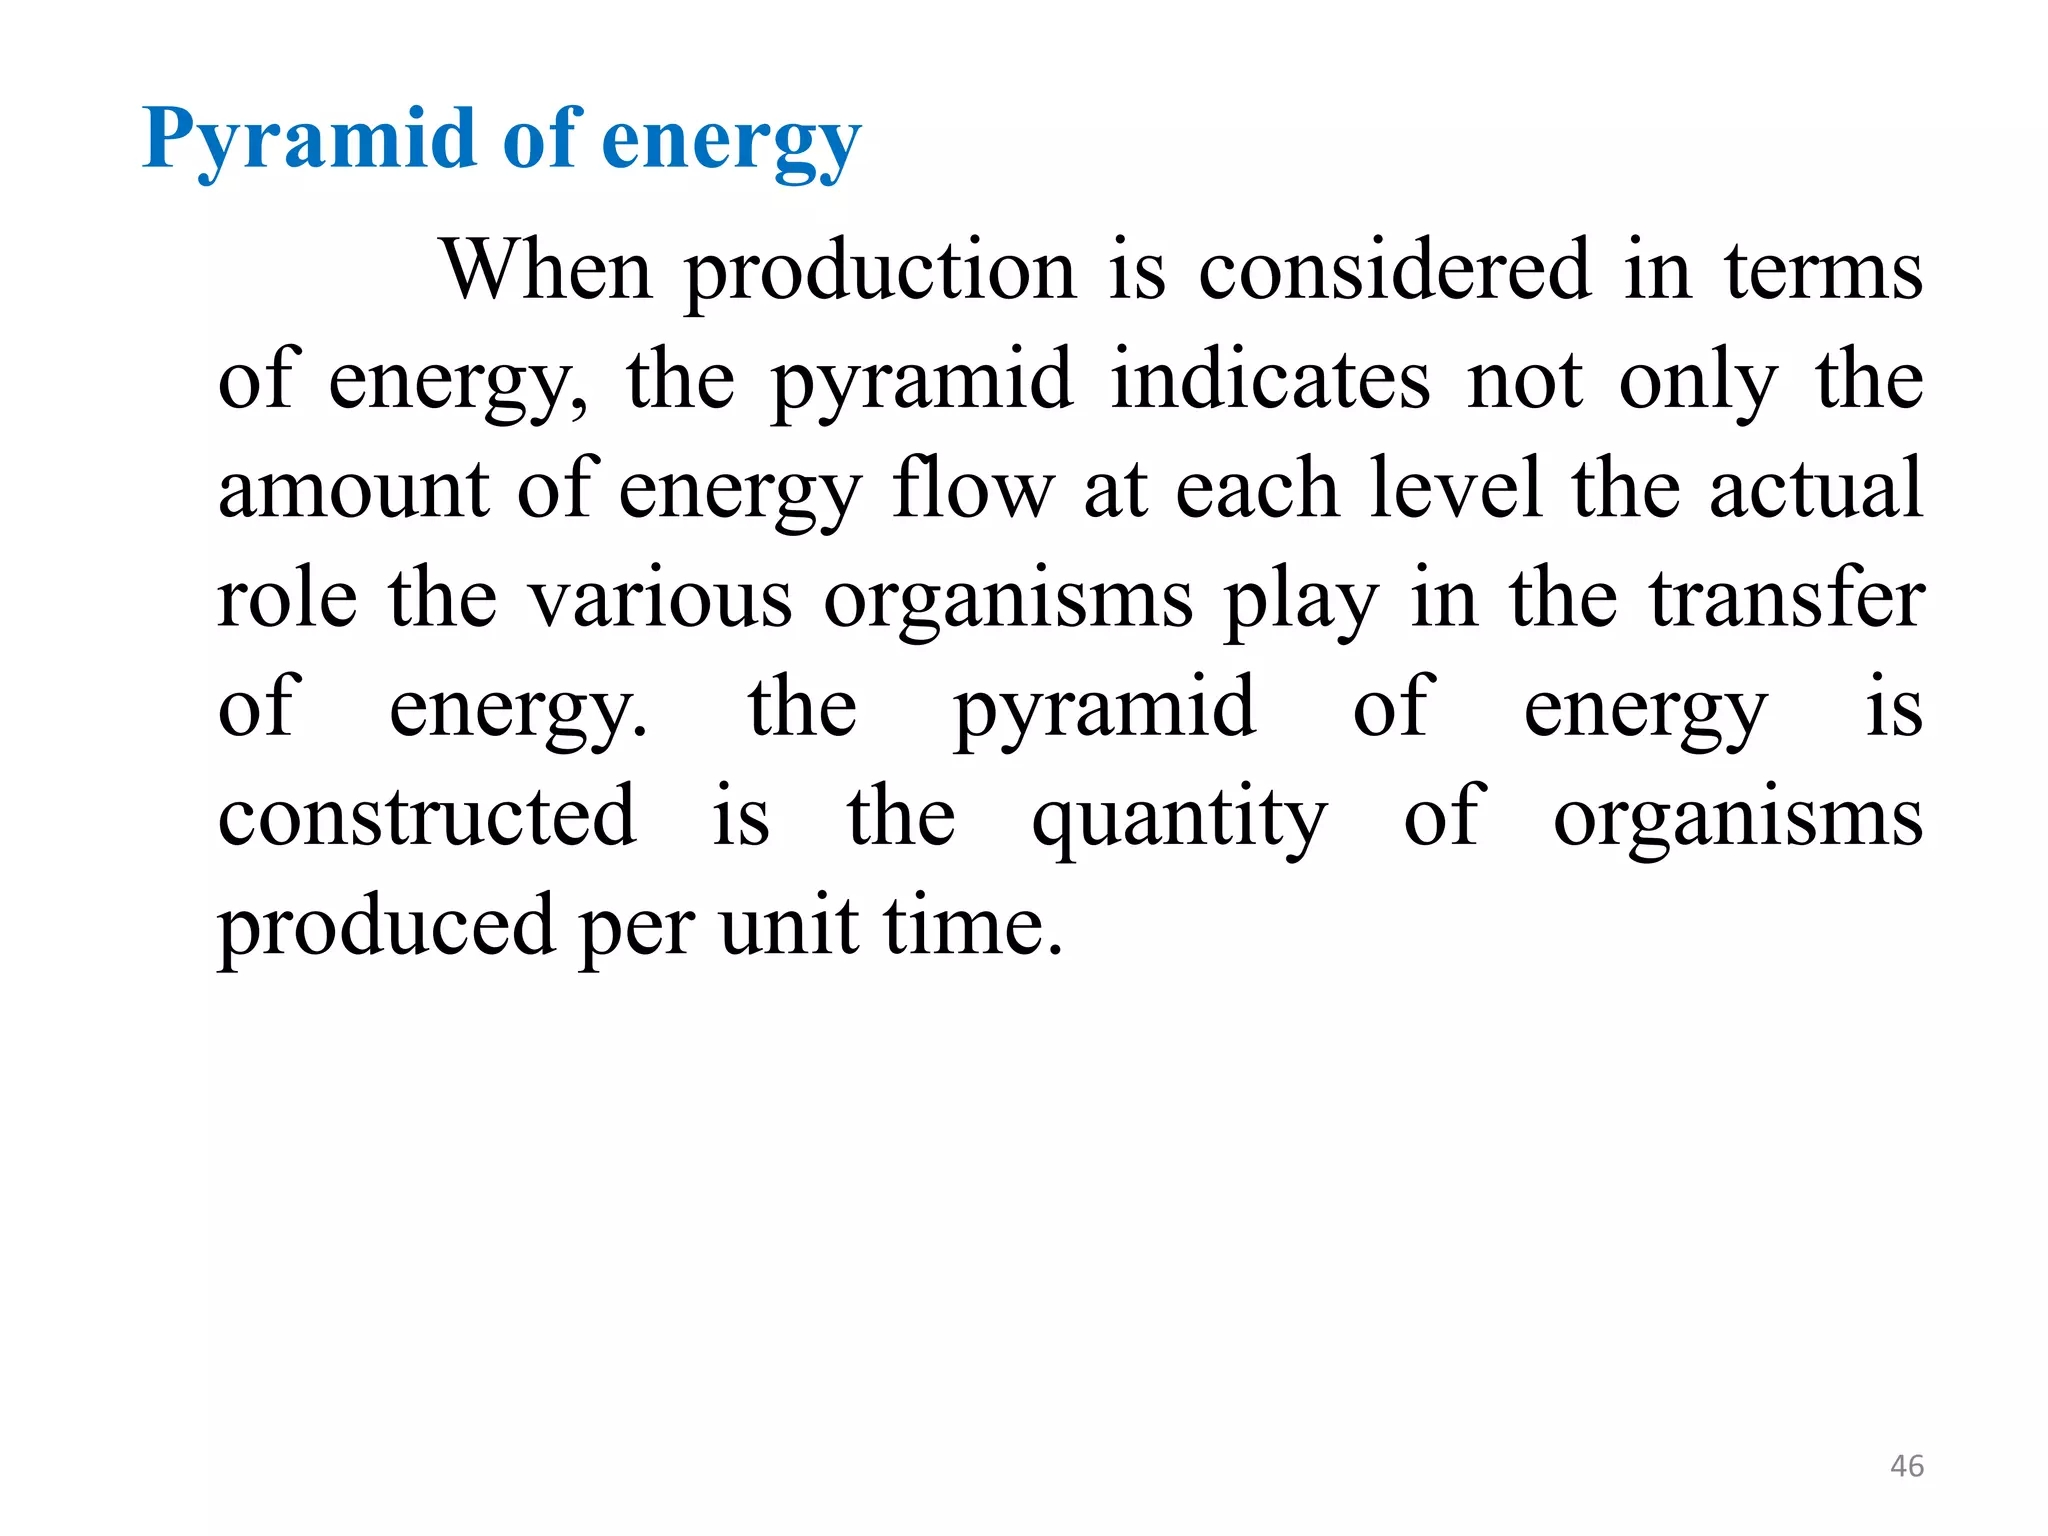 Pyramid of energy
When production is considered in terms
of energy, the pyramid indicates not only the
amount of energy flow at each level the actual
role the various organisms play in the transfer
of energy. the pyramid of energy is
constructed is the quantity of organisms
produced per unit time.
46